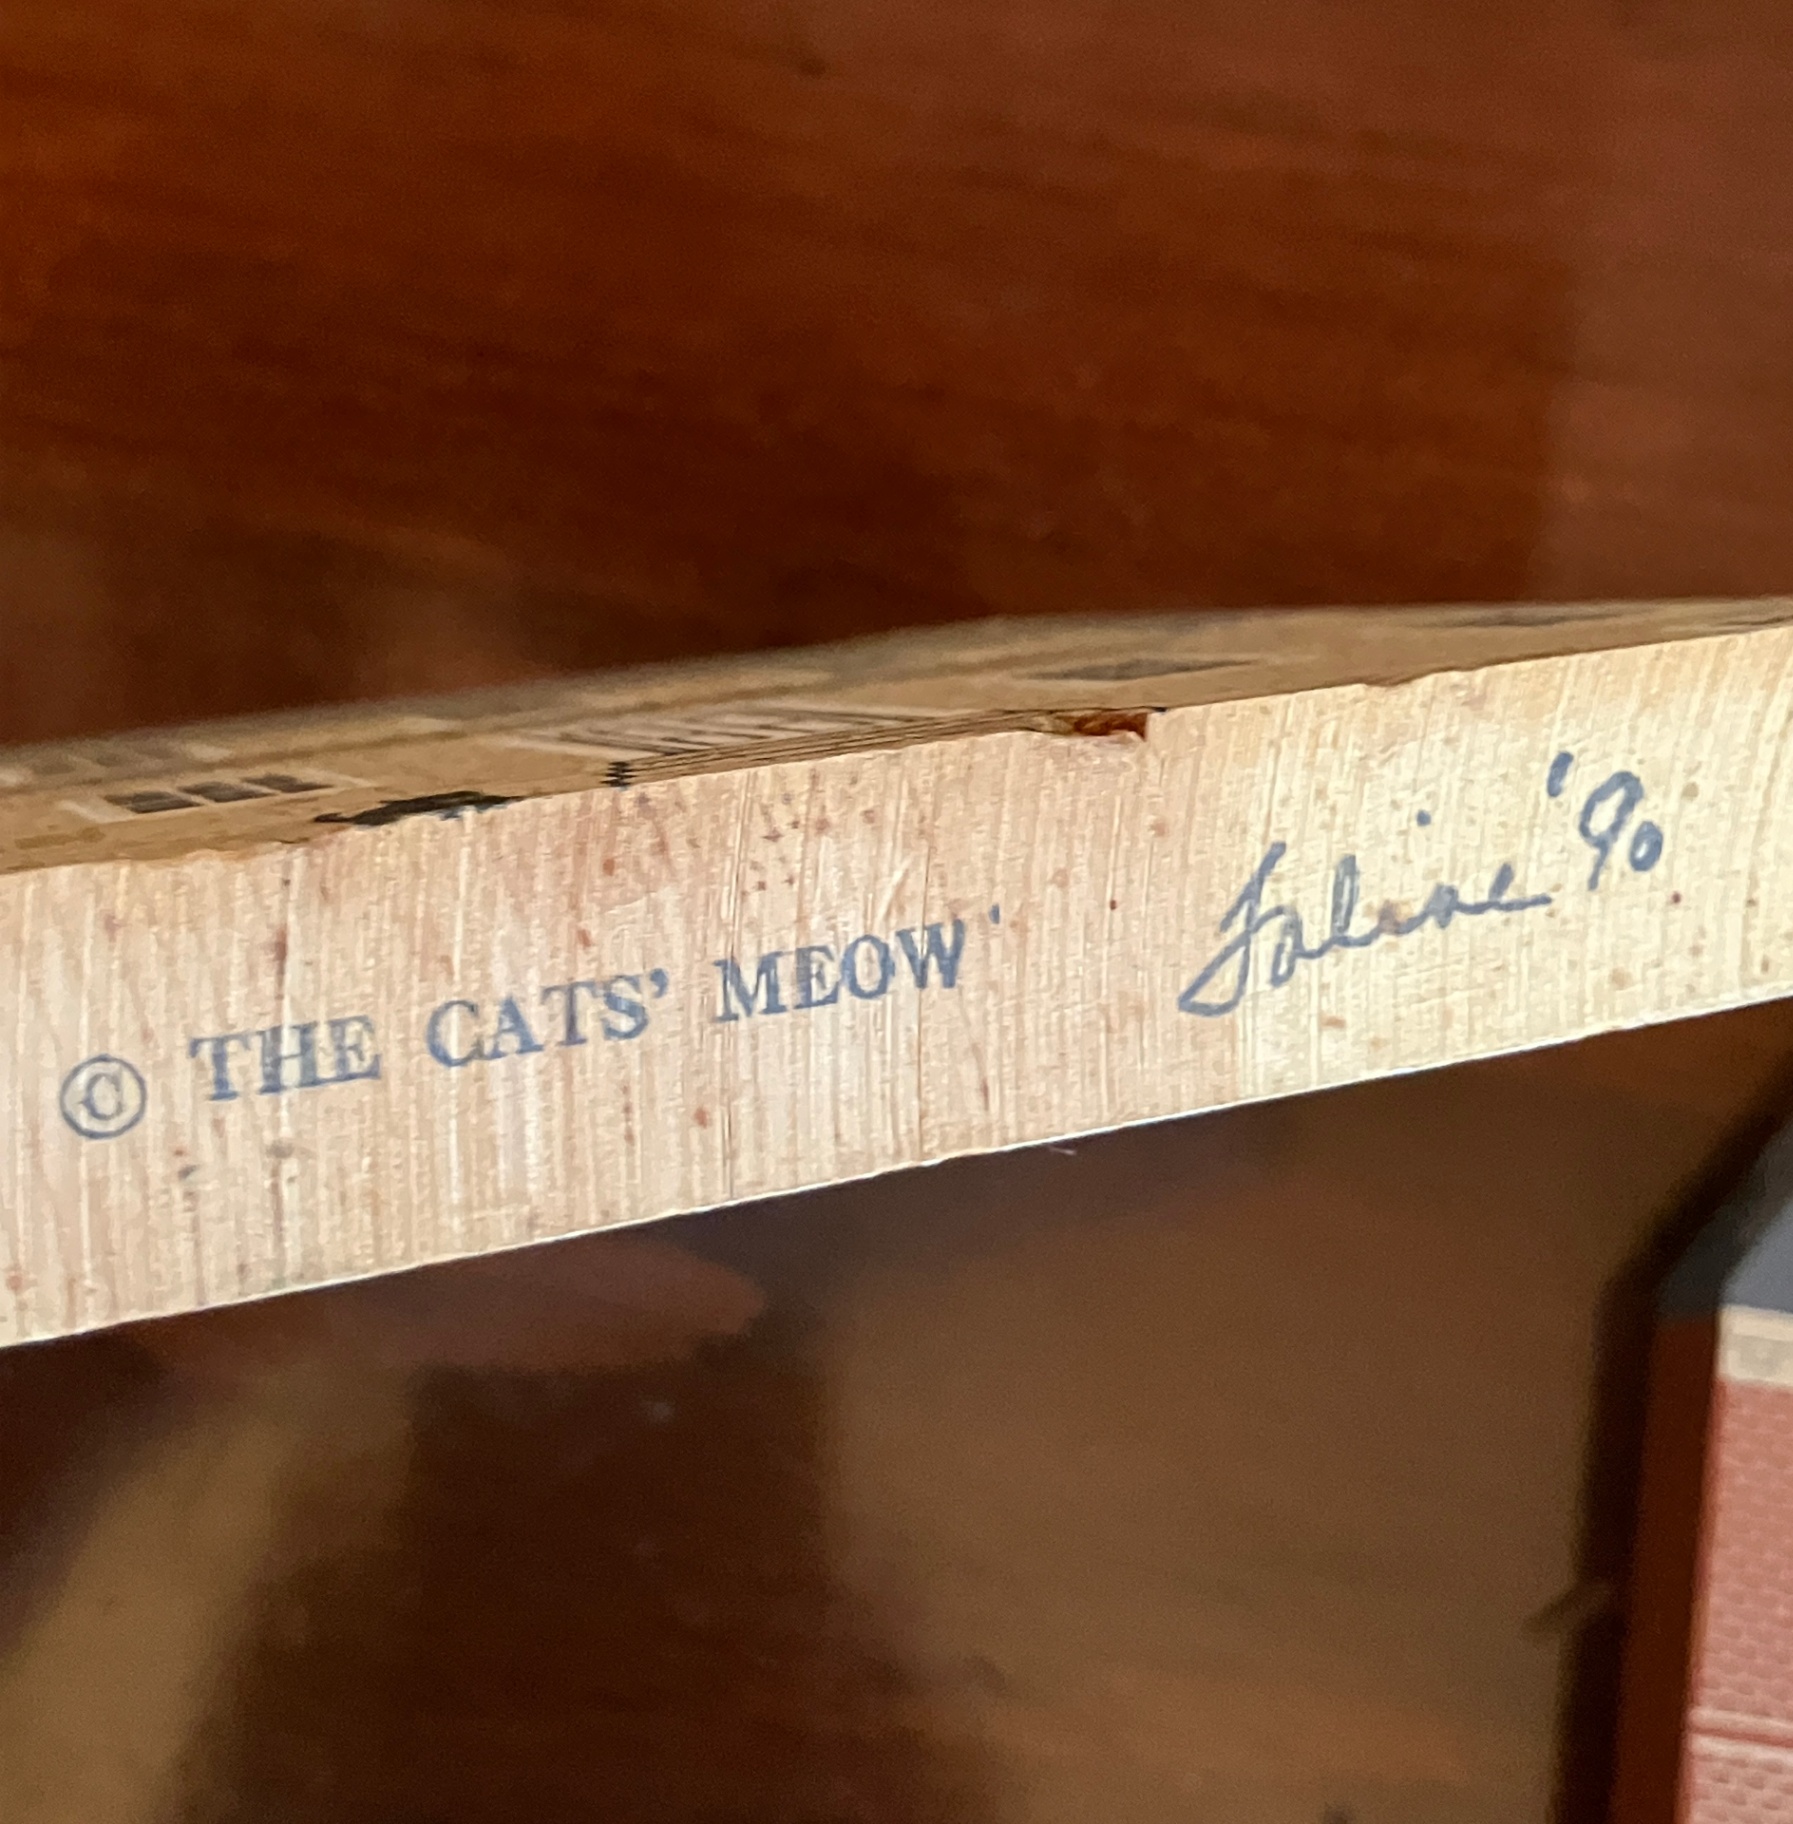 © THE CATS' MEOW' Faline '90